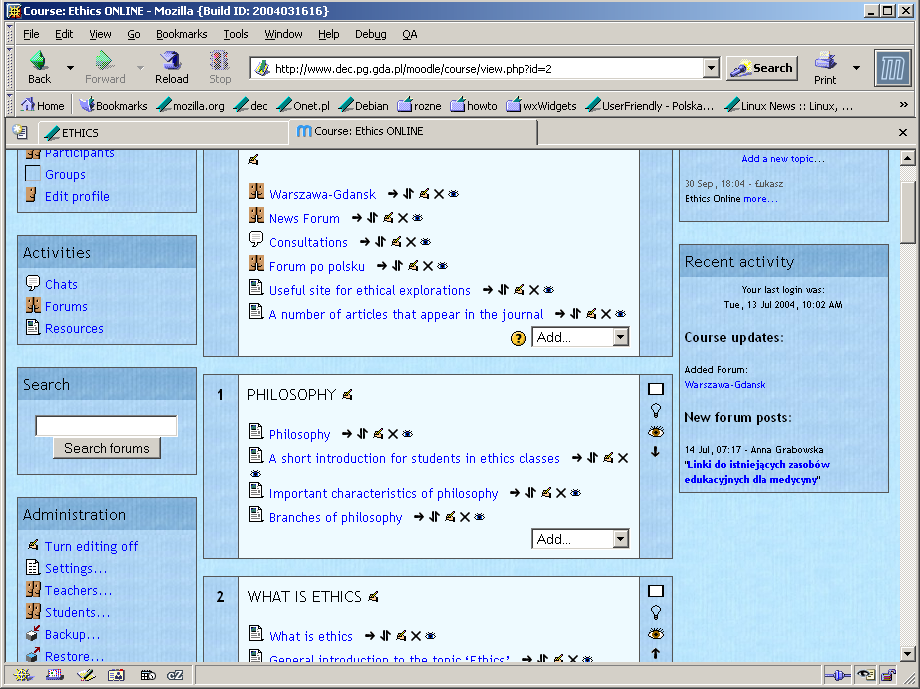 Course: Ethics ONLINE - Mozilla {Build ID: 2004031616}
File Edit View Go Bookmarks Tools Window Help Debug QA
Back Forward Reload Stop http://www.dec.pg.gda.pl/moodle/course/view.php?id=2 Search Print
Home Bookmarks mozilla.org dec Onet.pl Debian rozne howto wxWidgets UserFriendly - Polska... Linux News :: Linux, ... »
ETHICS Course: Ethics ONLINE
Participants
Groups
Edit profile
Activities
Chats
Forums
Resources
Search
Search forums
Administration
Turn editing off
Settings...
Teachers...
Students...
Backup...
Restore...
Warszawa-Gdansk
News Forum
Consultations
Forum po polsku
Useful site for ethical explorations
A number of articles that appear in the journal
? Add...
1 PHILOSOPHY
Philosophy
A short introduction for students in ethics classes
Important characteristics of philosophy
Branches of philosophy
Add...
2 WHAT IS ETHICS
What is ethics
General introduction to the topic ‘Ethics’
Add a new topic...
30 Sep, 18:04 - Łukasz
Ethics Online more...
Recent activity
Your last login was:
Tue, 13 Jul 2004, 10:02 AM
Course updates:
Added Forum:
Warszawa-Gdansk
New forum posts:
14 Jul, 07:17 - Anna Grabowska
"Linki do istniejących zasobów
edukacyjnych dla medycyny"
cZ